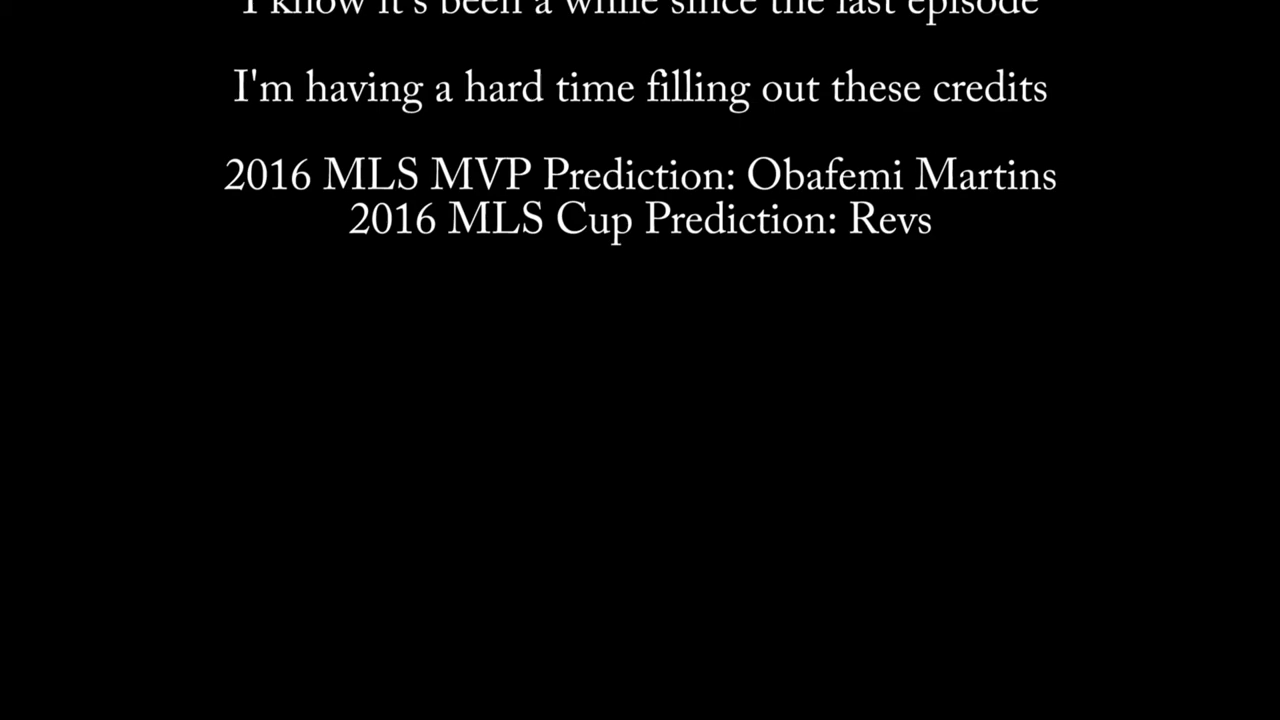 I know it's been a while since the last episode
I'm having a hard time filling out these credits
2016 MLS MVP Prediction: Obafemi Martins
2016 MLS Cup Prediction: Revs